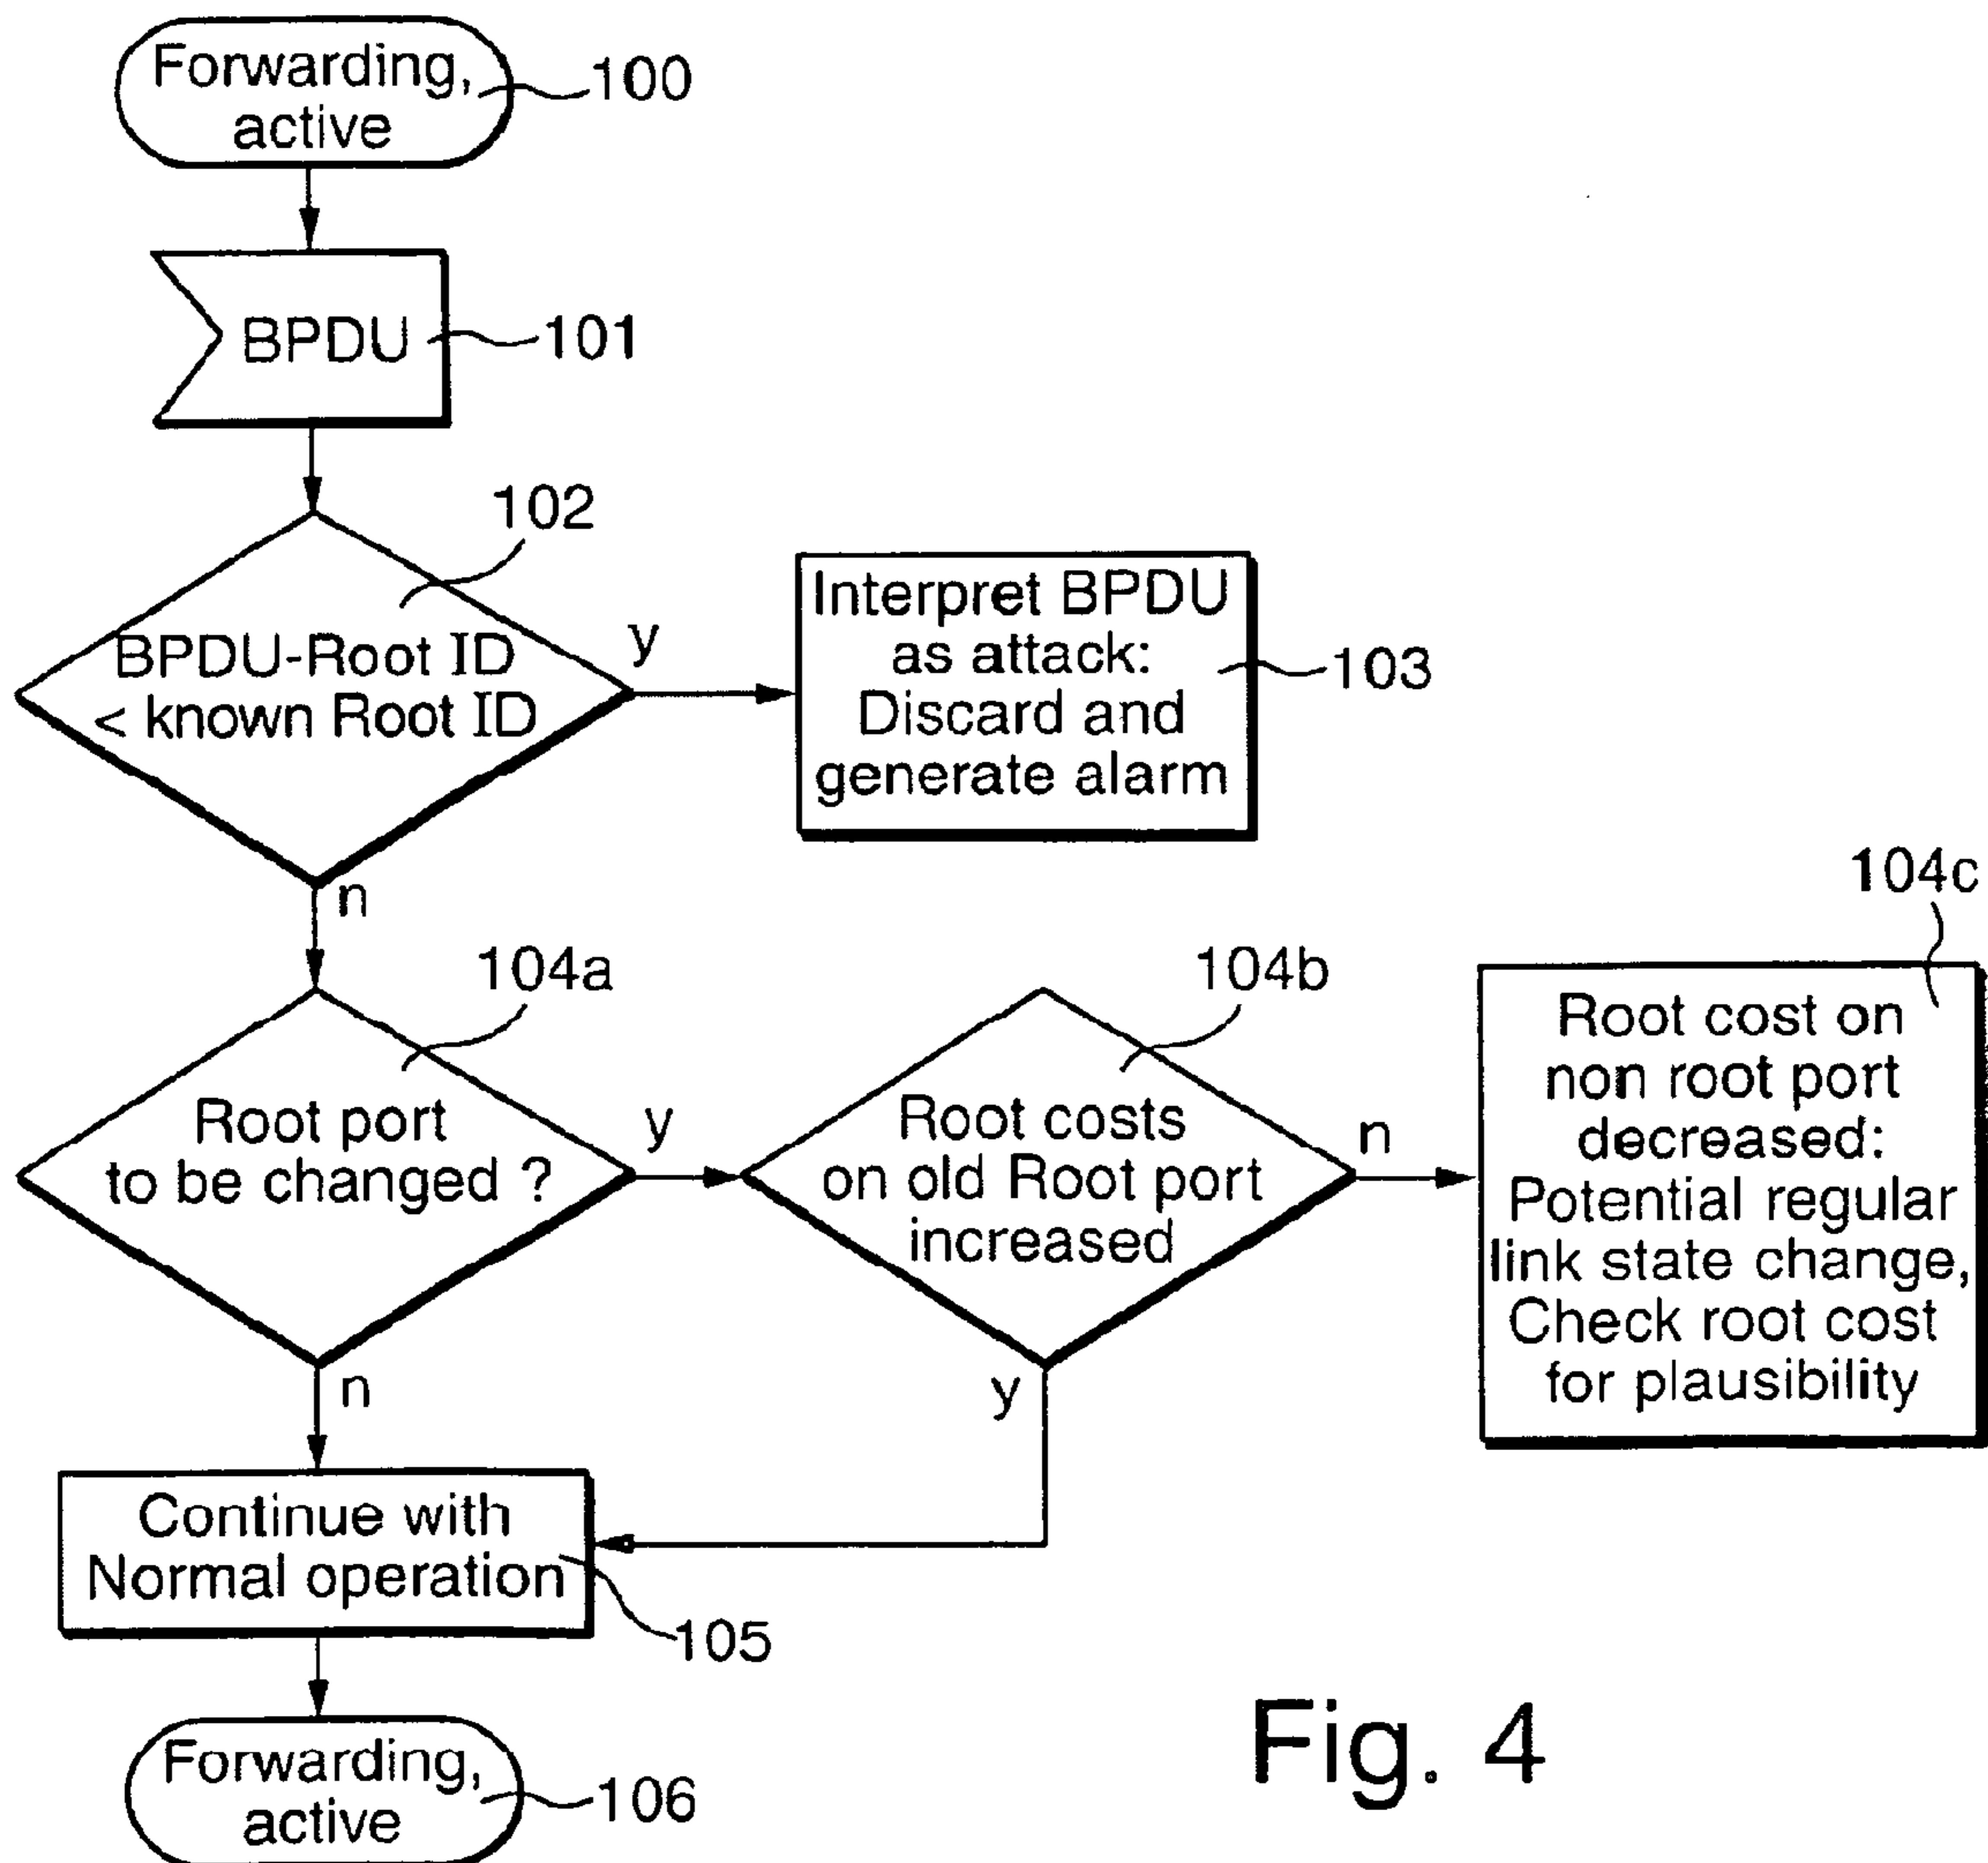 Forwarding,
active
100
BPDU
101
102
BPDU-Root ID
< known Root ID
y
Interpret BPDU
as attack:
Discard and
generate alarm
103
n
104a
Root port
to be changed ?
y
104b
Root costs
on old Root port
increased
n
104c
Root cost on
non root port
decreased:
Potential regular
link state change,
Check root cost
for plausibility
n
y
Continue with
Normal operation
105
Forwarding,
active
106
Fig. 4